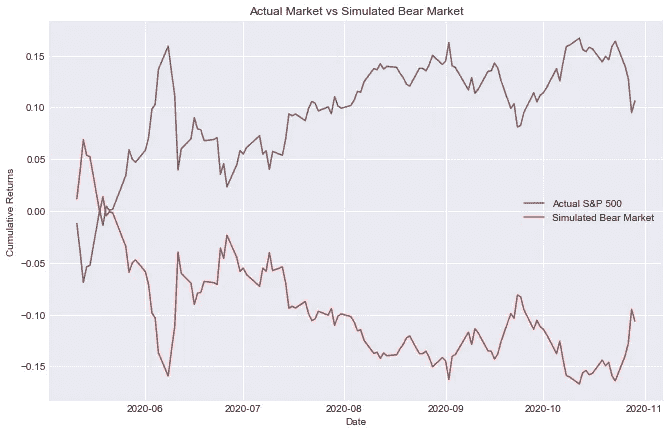 Actual Market vs Simulated Bear Market
0.15
0.10
0.05
0.00
−0.05
−0.10
−0.15
Cumulative Returns
Actual S&P 500
Simulated Bear Market
2020-06 2020-07 2020-08 2020-09 2020-10 2020-11
Date